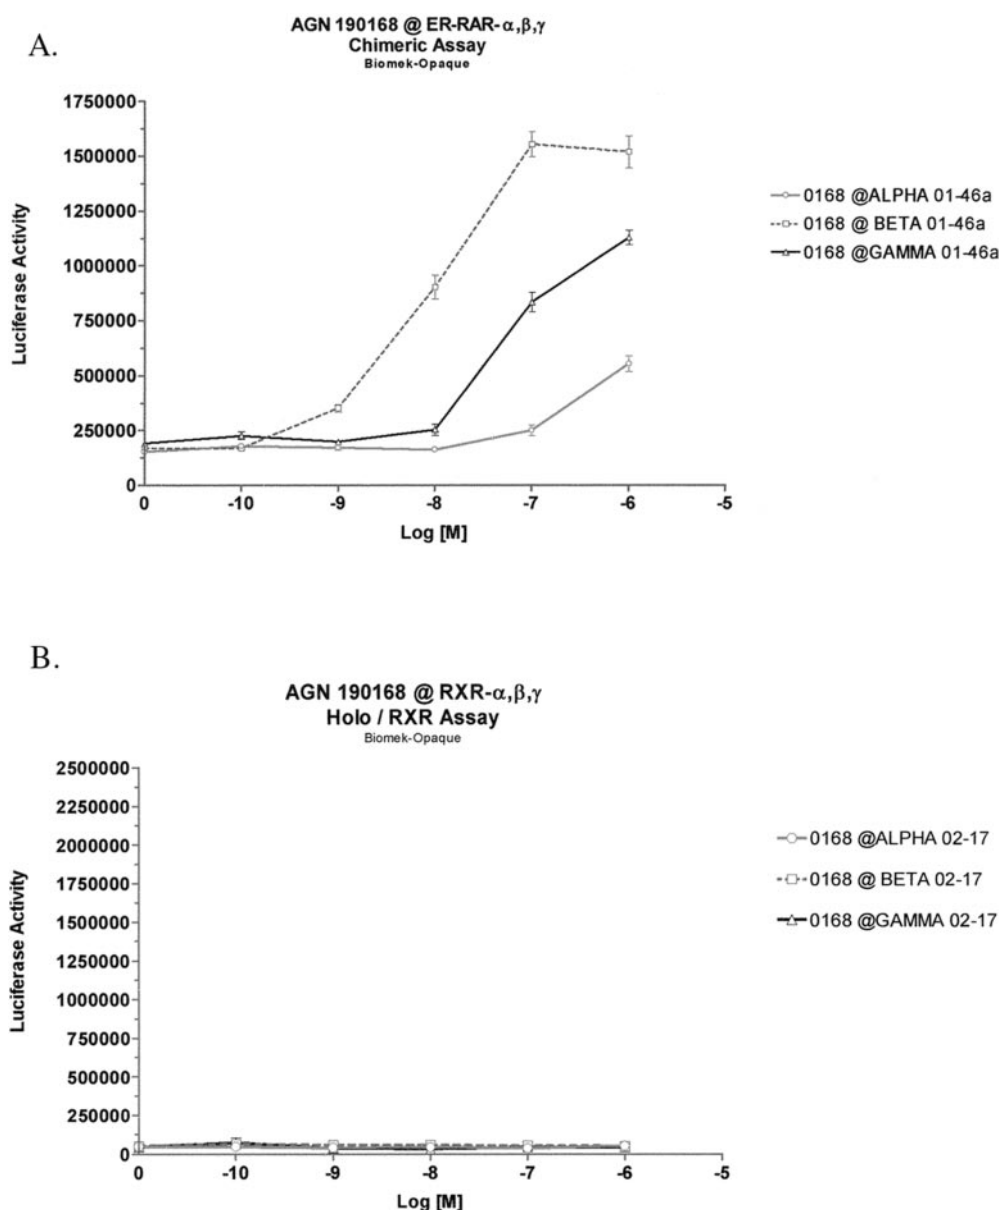 A.
AGN 190168 @ ER-RAR-α,β,γ
Chimeric Assay
Biomek-Opaque
1750000
1500000
1250000
1000000
750000
500000
250000
0
Luciferase Activity
0 -10 -9 -8 -7 -6 -5
Log [M]
0168 @ALPHA 01-46a
0168 @ BETA 01-46a
0168 @GAMMA 01-46a
B.
AGN 190168 @ RXR-α,β,γ
Holo / RXR Assay
Biomek-Opaque
2500000
2250000
2000000
1750000
1500000
1250000
1000000
750000
500000
250000
0
Luciferase Activity
0 -10 -9 -8 -7 -6 -5
Log [M]
0168 @ALPHA 02-17
0168 @ BETA 02-17
0168 @GAMMA 02-17